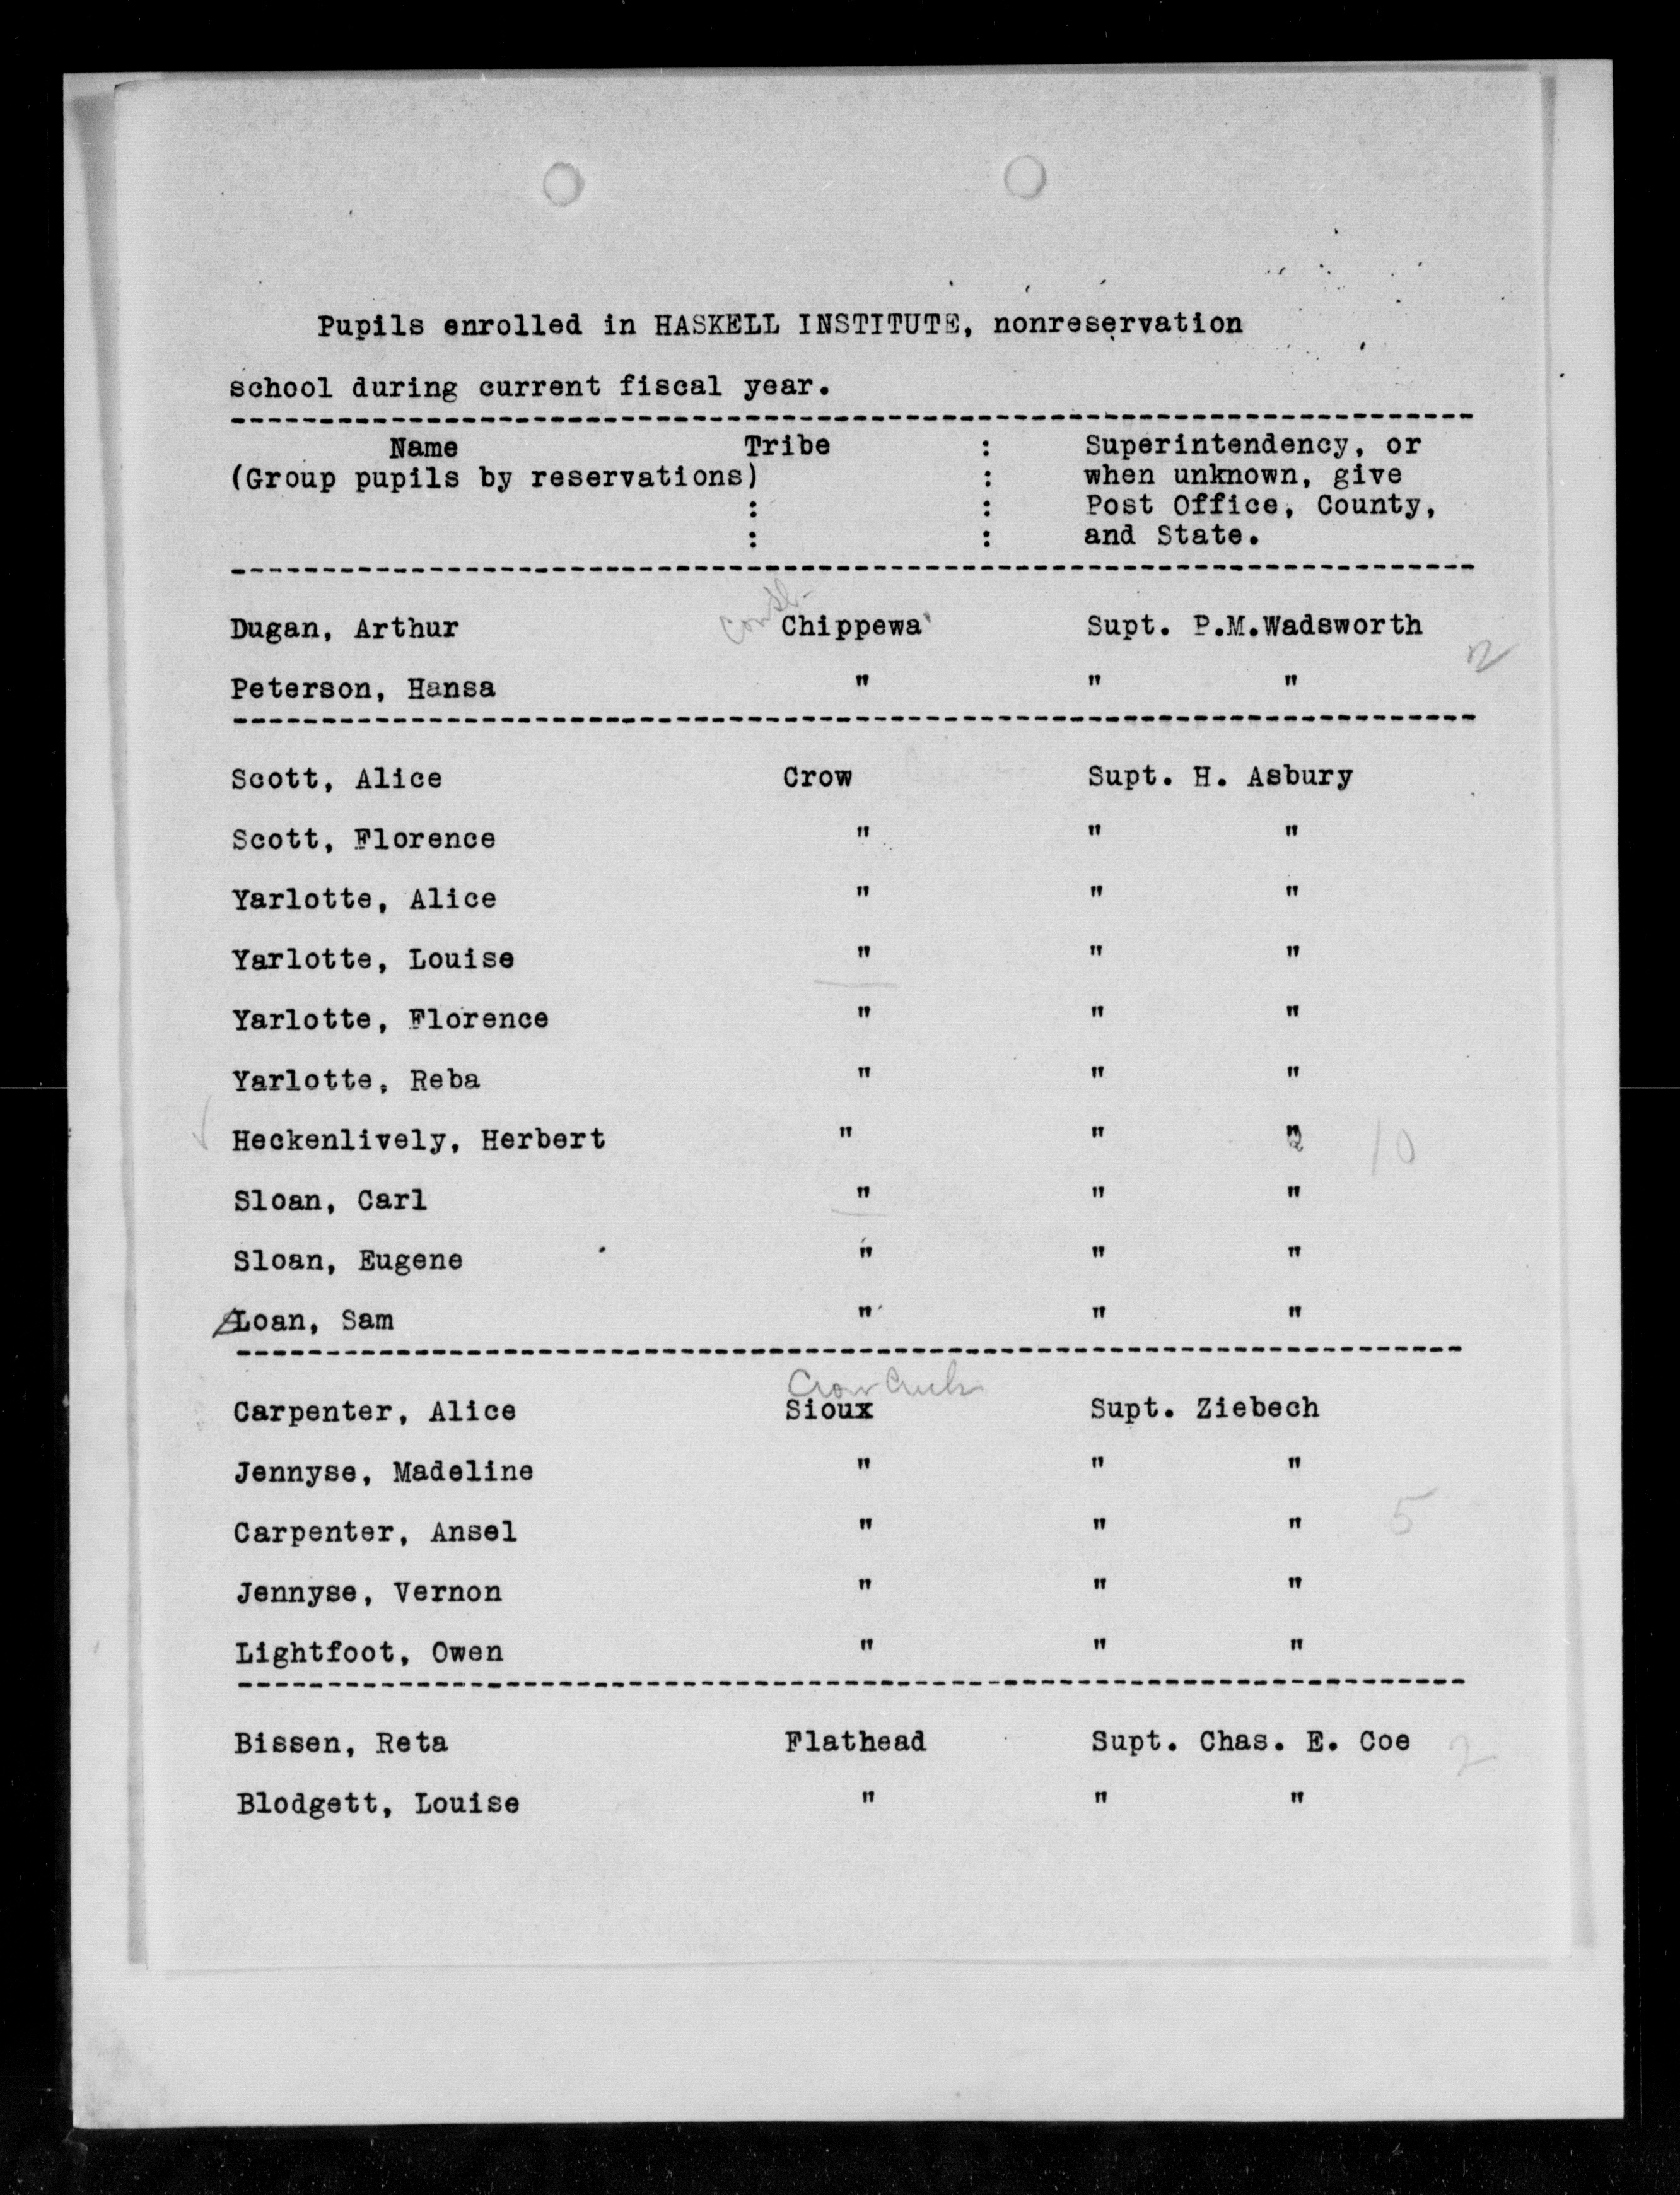 Pupils enrolled in HASKELL INSTITUTE, nonreservation
school during current fiscal year.
Name Tribe : Superintendency, or
(Group pupils by reservations) : when unknown, give
: : Post Office, County,
: : and State.
Dugan, Arthur Chippewa Supt. P.M.Wadsworth
2
Peterson, Hansa " " "
Scott, Alice Crow Supt. H. Asbury
Scott, Florence " " "
Yarlotte, Alice " " "
Yarlotte, Louise " " "
Yarlotte, Florence " " "
Yarlotte, Reba " " "
Heckenlively, Herbert " " " 10
Sloan, Carl " " "
Sloan, Eugene " " "
Loan, Sam " " "
Crow Creek
Carpenter, Alice Sioux Supt. Ziebech
Jennyse, Madeline " " "
Carpenter, Ansel " " " 5
Jennyse, Vernon " " "
Lightfoot, Owen " " "
Bissen, Reta Flathead Supt. Chas. E. Coe 2
Blodgett, Louise " " "